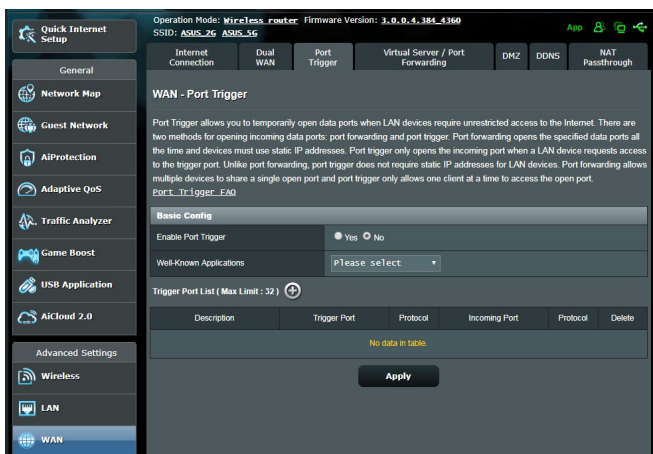 Operation Mode: Wireless router Firmware Version: 3.0.0.4.384_4360
SSID: ASUS_2G ASUS_5G
App
Quick Internet
Setup
General
Network Map
Guest Network
AiProtection
Adaptive QoS
Traffic Analyzer
Game Boost
USB Application
AiCloud 2.0
Advanced Settings
Wireless
LAN
WAN
Internet
Connection
Dual
WAN
Port
Trigger
Virtual Server / Port
Forwarding
DMZ
DDNS
NAT
Passthrough
WAN - Port Trigger
Port Trigger allows you to temporarily open data ports when LAN devices require unrestricted access to the Internet. There are
two methods for opening incoming data ports: port forwarding and port trigger. Port forwarding opens the specified data ports all
the time and devices must use static IP addresses. Port trigger only opens the incoming port when a LAN device requests access
to the trigger port. Unlike port forwarding, port trigger does not require static IP addresses for LAN devices. Port forwarding allows
multiple devices to share a single open port and port trigger only allows one client at a time to access the open port.
Port Trigger FAQ
Basic Config
Enable Port Trigger Yes No
Well-Known Applications Please select
Trigger Port List ( Max Limit : 32 )
Description Trigger Port Protocol Incoming Port Protocol Delete
No data in table.
Apply